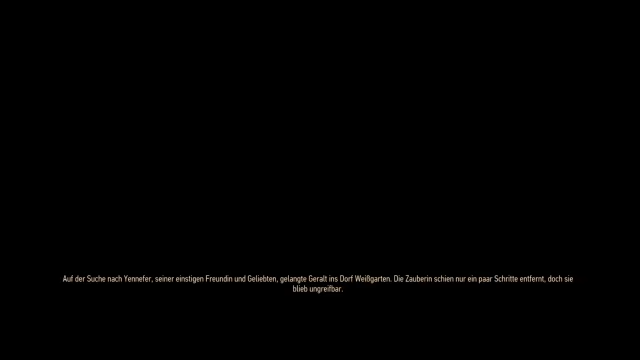 Auf der Suche nach Yennefer, seiner einstigen Freundin und Geliebten, gelangte Geralt ins Dorf Weißgarten. Die Zauberin schien nur ein paar Schritte entfernt, doch sie
blieb ungreifbar.